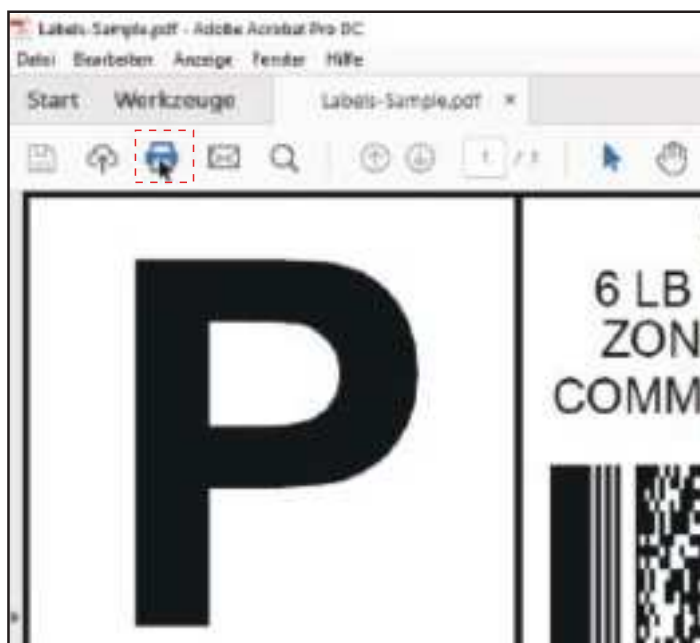 Labels-Sample.pdf - Adobe Acrobat Pro DC
Datei Bearbeiten Anzeige Fenster Hilfe
Start Werkzeuge Labels-Sample.pdf ×
1 /
P
6 LB
ZON
COMM